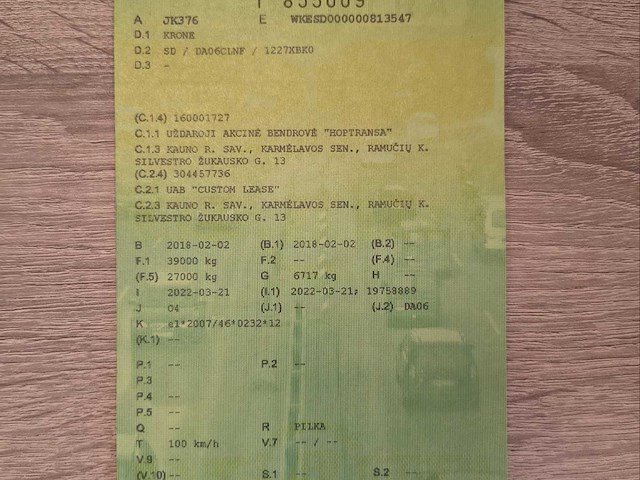 A JK376 E WKESD000000813547
D.1 KRONE
D.2 SD / DA06CLNF / 1227XBK0
D.3 -
(C.1.4) 160001727
C.1.1 UŽDAROJI AKCINĖ BENDROVĖ "HOPTRANSA"
C.1.3 KAUNO R. SAV., KARMĖLAVOS SEN., RAMUČIŲ K.
SILVESTRO ŽUKAUSKO G. 13
(C.2.4) 304457736
C.2.1 UAB "CUSTOM LEASE"
C.2.3 KAUNO R. SAV., KARMĖLAVOS SEN., RAMUČIŲ K.
SILVESTRO ŽUKAUSKO G. 13
B 2018-02-02 (B.1) 2018-02-02 (B.2) --
F.1 39000 kg F.2 -- (F.4) --
(F.5) 27000 kg G 6717 kg H --
I 2022-03-21 (I.1) 2022-03-21; 19758889
J O4 (J.1) -- (J.2) DA06
K e1*2007/46*0232*12
(K.1) --
P.1 -- P.2 --
P.3 --
P.4 --
P.5 --
Q -- R PILKA
T 100 km/h V.7 -- / --
V.9 --
(V.10) -- S.1 -- S.2 --